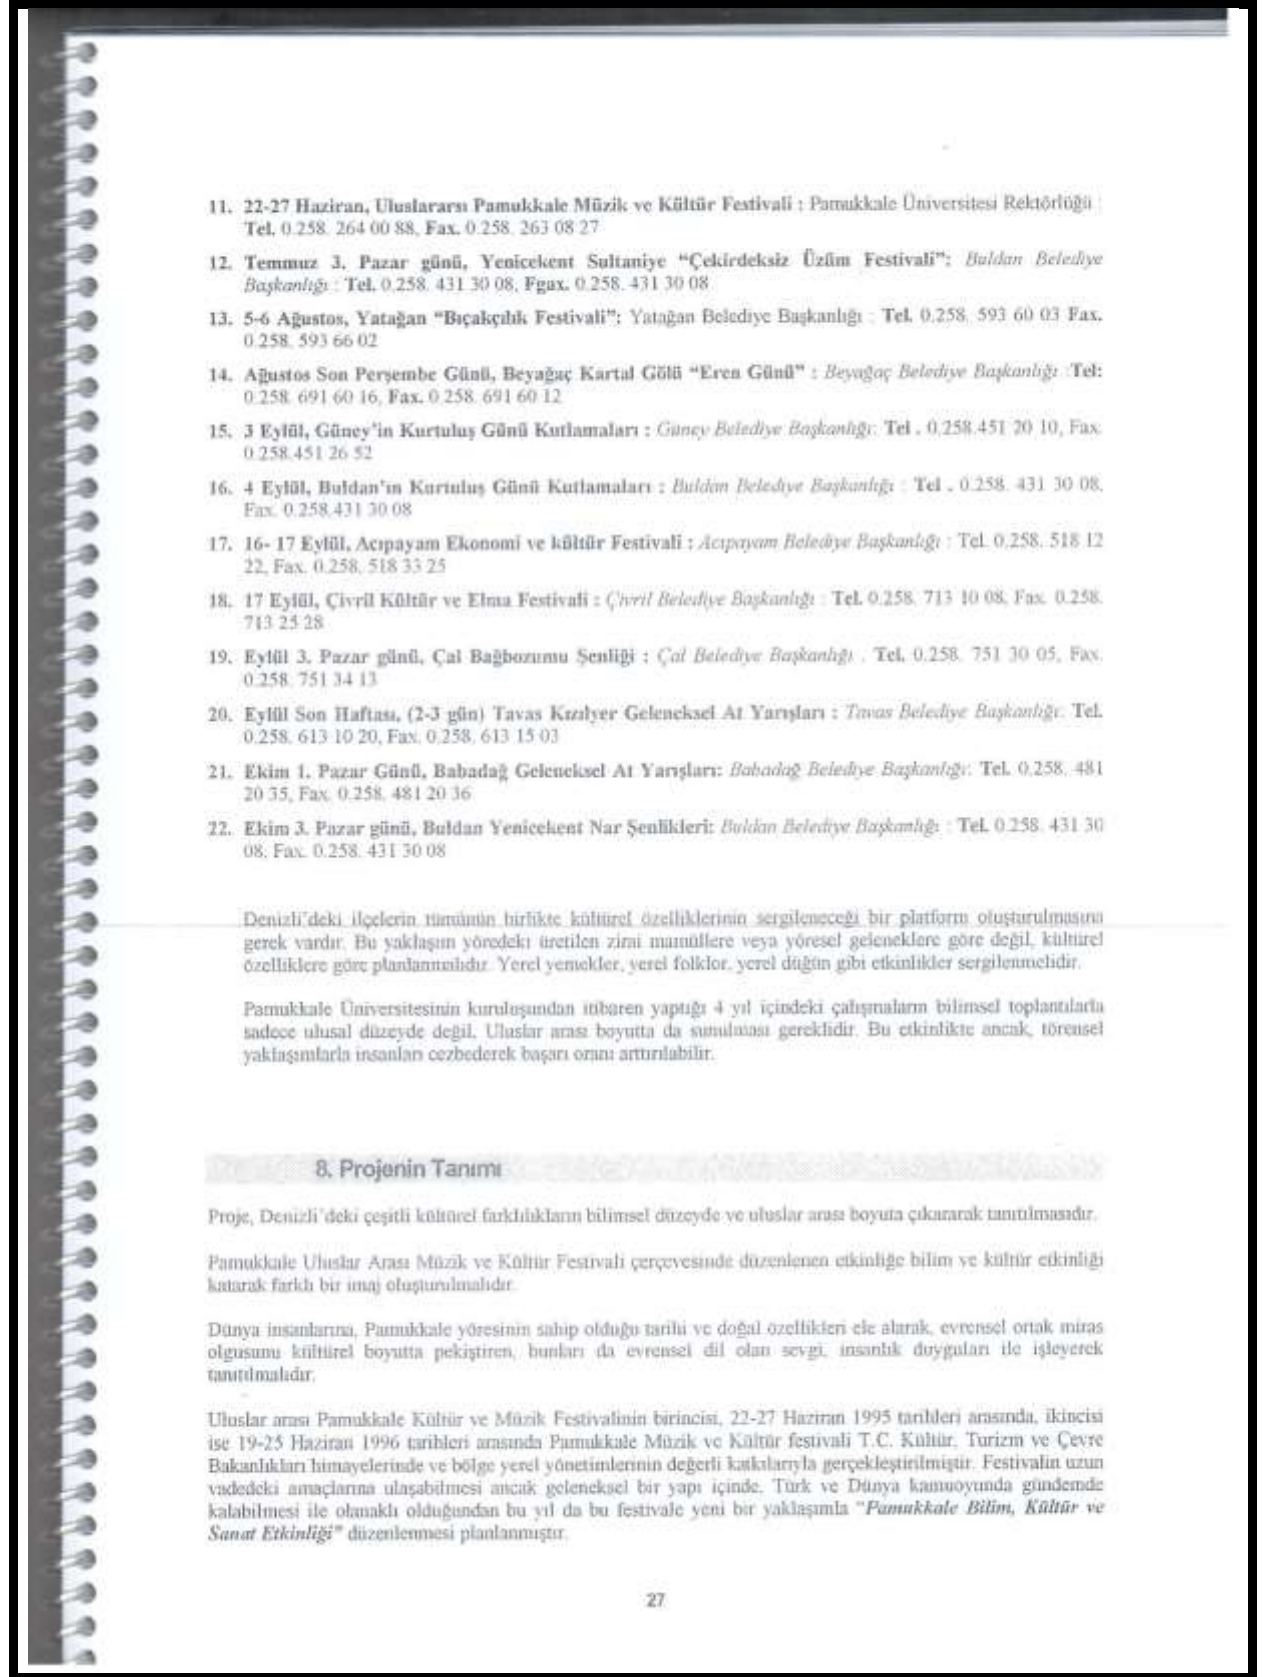 11. 22-27 Haziran, Uluslararsı Pamukkale Müzik ve Kültür Festivali : Pamukkale Üniversitesi Rektörlüğü :
Tel. 0.258. 264 00 88, Fax. 0.258. 263 08 27
12. Temmuz 3. Pazar günü, Yenicekent Sultaniye “Çekirdeksiz Üzüm Festivali”: Buldan Belediye
Başkanlığı : Tel. 0.258. 431 30 08, Fgax. 0.258. 431 30 08
13. 5-6 Ağustos, Yatağan “Bıçakçılık Festivali”: Yatağan Belediye Başkanlığı : Tel. 0.258. 593 60 03 Fax.
0.258. 593 66 02
14. Ağustos Son Perşembe Günü, Beyağaç Kartal Gölü “Eren Günü” : Beyağaç Belediye Başkanlığı :Tel:
0.258. 691 60 16, Fax. 0.258. 691 60 12
15. 3 Eylül, Güney’in Kurtuluş Günü Kutlamaları : Güney Belediye Başkanlığı: Tel . 0.258.451 20 10, Fax.
0.258.451 26 52
16. 4 Eylül, Buldan’ın Kurtuluş Günü Kutlamaları : Buldan Belediye Başkanlığı : Tel . 0.258. 431 30 08,
Fax. 0.258.431 30 08
17. 16- 17 Eylül, Acıpayam Ekonomi ve kültür Festivali : Acıpayam Belediye Başkanlığı : Tel. 0.258. 518 12
22, Fax. 0.258. 518 33 25
18. 17 Eylül, Çivril Kültür ve Elma Festivali : Çivril Belediye Başkanlığı : Tel. 0.258. 713 10 08, Fax. 0.258.
713 25 28
19. Eylül 3. Pazar günü, Çal Bağbozumu Şenliği : Çal Belediye Başkanlığı . Tel. 0.258. 751 30 05, Fax.
0.258. 751 34 13
20. Eylül Son Haftası, (2-3 gün) Tavas Kızılyer Geleneksel At Yarışları : Tavas Belediye Başkanlığı: Tel.
0.258. 613 10 20, Fax. 0.258. 613 15 03
21. Ekim 1. Pazar Günü, Babadağ Geleneksel At Yarışları: Babadağ Belediye Başkanlığı: Tel. 0.258. 481
20 35, Fax. 0.258. 481 20 36
22. Ekim 3. Pazar günü, Buldan Yenicekent Nar Şenlikleri: Buldan Belediye Başkanlığı : Tel. 0.258. 431 30
08, Fax. 0.258. 431 30 08
Denizli’deki ilçelerin tümünün birlikte kültürel özelliklerinin sergileneceği bir platform oluşturulmasına
gerek vardır. Bu yaklaşım yöredeki üretilen zirai mamüllere veya yöresel geleneklere göre değil, kültürel
özelliklere göre planlanmalıdır. Yerel yemekler, yerel folklor, yerel düğün gibi etkinlikler sergilenmelidir.
Pamukkale Üniversitesinin kuruluşundan itibaren yaptığı 4 yıl içindeki çalışmaların bilimsel toplantılarla
sadece ulusal düzeyde değil, Uluslar arası boyutta da sunulması gereklidir. Bu etkinlikte ancak, törensel
yaklaşımlarla insanları cezbederek başarı oranı arttırılabilir.
8. Projenin Tanımı
Proje, Denizli’deki çeşitli kültürel farklılıkların bilimsel düzeyde ve uluslar arası boyuta çıkararak tanıtılmasıdır.
Pamukkale Uluslar Arası Müzik ve Kültür Festivali çerçevesinde düzenlenen etkinliğe bilim ve kültür etkinliği
katarak farklı bir imaj oluşturulmalıdır.
Dünya insanlarına, Pamukkale yöresinin sahip olduğu tarihi ve doğal özellikleri ele alarak, evrensel ortak miras
olgusunu kültürel boyutta pekiştiren, bunları da evrensel dil olan sevgi, insanlık duyguları ile işleyerek
tanıtılmalıdır.
Uluslar arası Pamukkale Kültür ve Müzik Festivalinin birincisi, 22-27 Haziran 1995 tarihleri arasında, ikincisi
ise 19-25 Haziran 1996 tarihleri arasında Pamukkale Müzik ve Kültür festivali T.C. Kültür, Turizm ve Çevre
Bakanlıkları himayelerinde ve bölge yerel yönetimlerinin değerli katkılarıyla gerçekleştirilmiştir. Festivalin uzun
vadedeki amaçlarına ulaşabilmesi ancak geleneksel bir yapı içinde, Türk ve Dünya kamuoyunda gündemde
kalabilmesi ile olanaklı olduğundan bu yıl da bu festivale yeni bir yaklaşımla "Pamukkale Bilim, Kültür ve
Sanat Etkinliği" düzenlenmesi planlanmıştır.
27